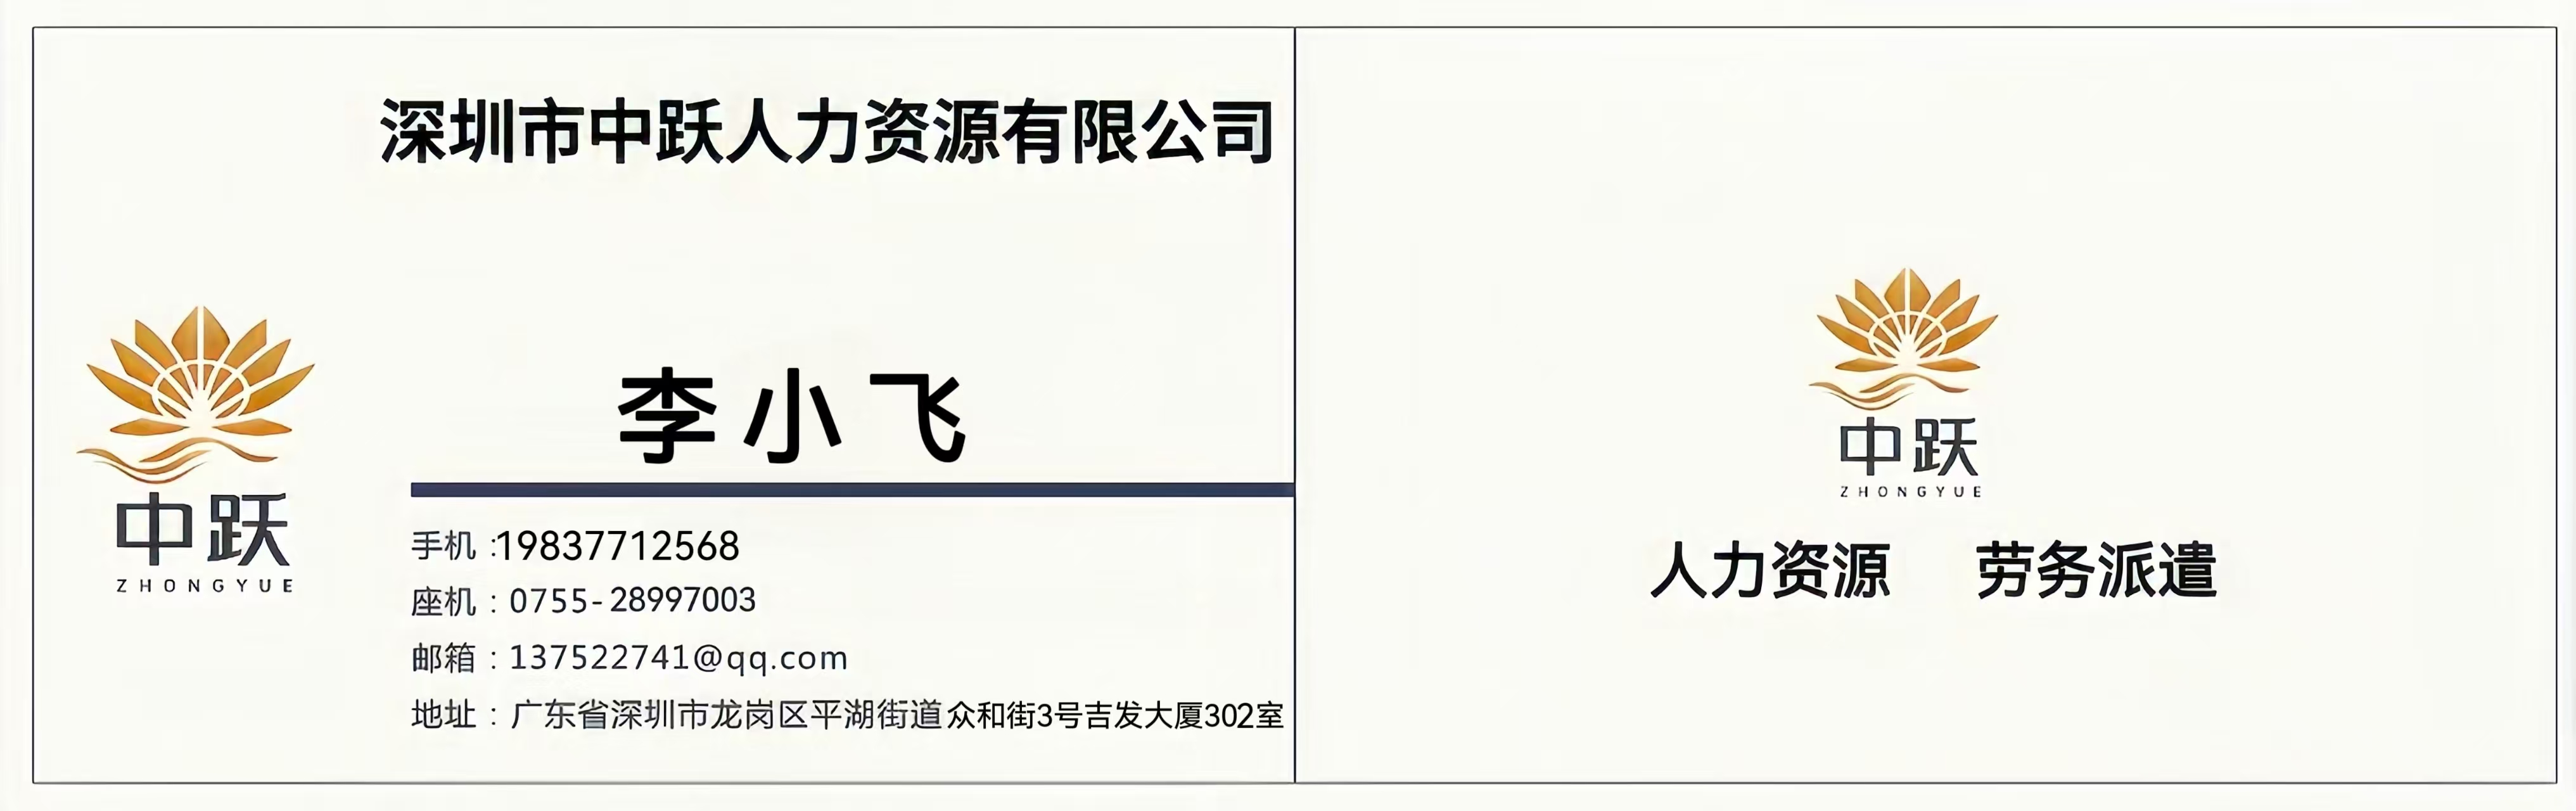 深圳市中跃人力资源有限公司
李小飞
中跃
ZHONGYUE
手机 :19837712568
座机 : 0755-28997003
邮箱 : 137522741@qq.com
地址 : 广东省深圳市龙岗区平湖街道众和街3号吉发大厦302室
中跃
ZHONGYUE
人力资源 劳务派遣